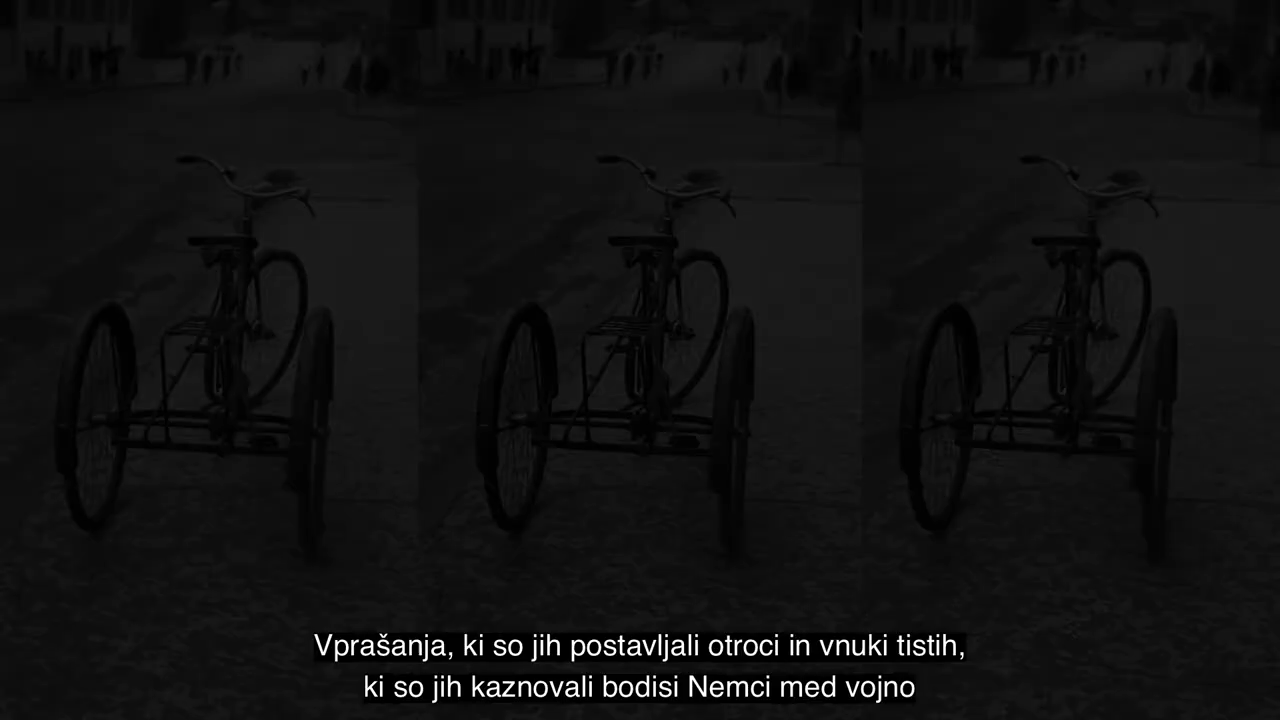 Vprašanja, ki so jih postavljali otroci in vnuki tistih,
ki so jih kaznovali bodisi Nemci med vojno